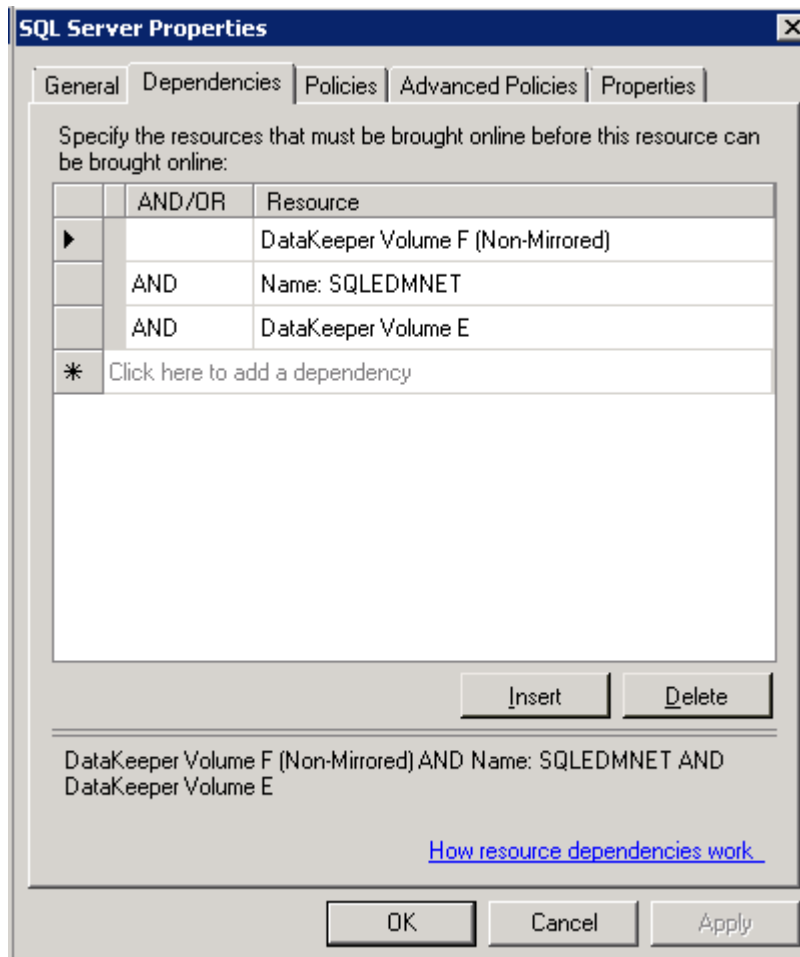 SQL Server Properties
General Dependencies Policies Advanced Policies Properties
Specify the resources that must be brought online before this resource can
be brought online:
AND/OR Resource
DataKeeper Volume F (Non-Mirrored)
AND Name: SQLEDMNET
AND DataKeeper Volume E
Click here to add a dependency
Insert Delete
DataKeeper Volume F (Non-Mirrored) AND Name: SQLEDMNET AND
DataKeeper Volume E
How resource dependencies work
OK Cancel Apply